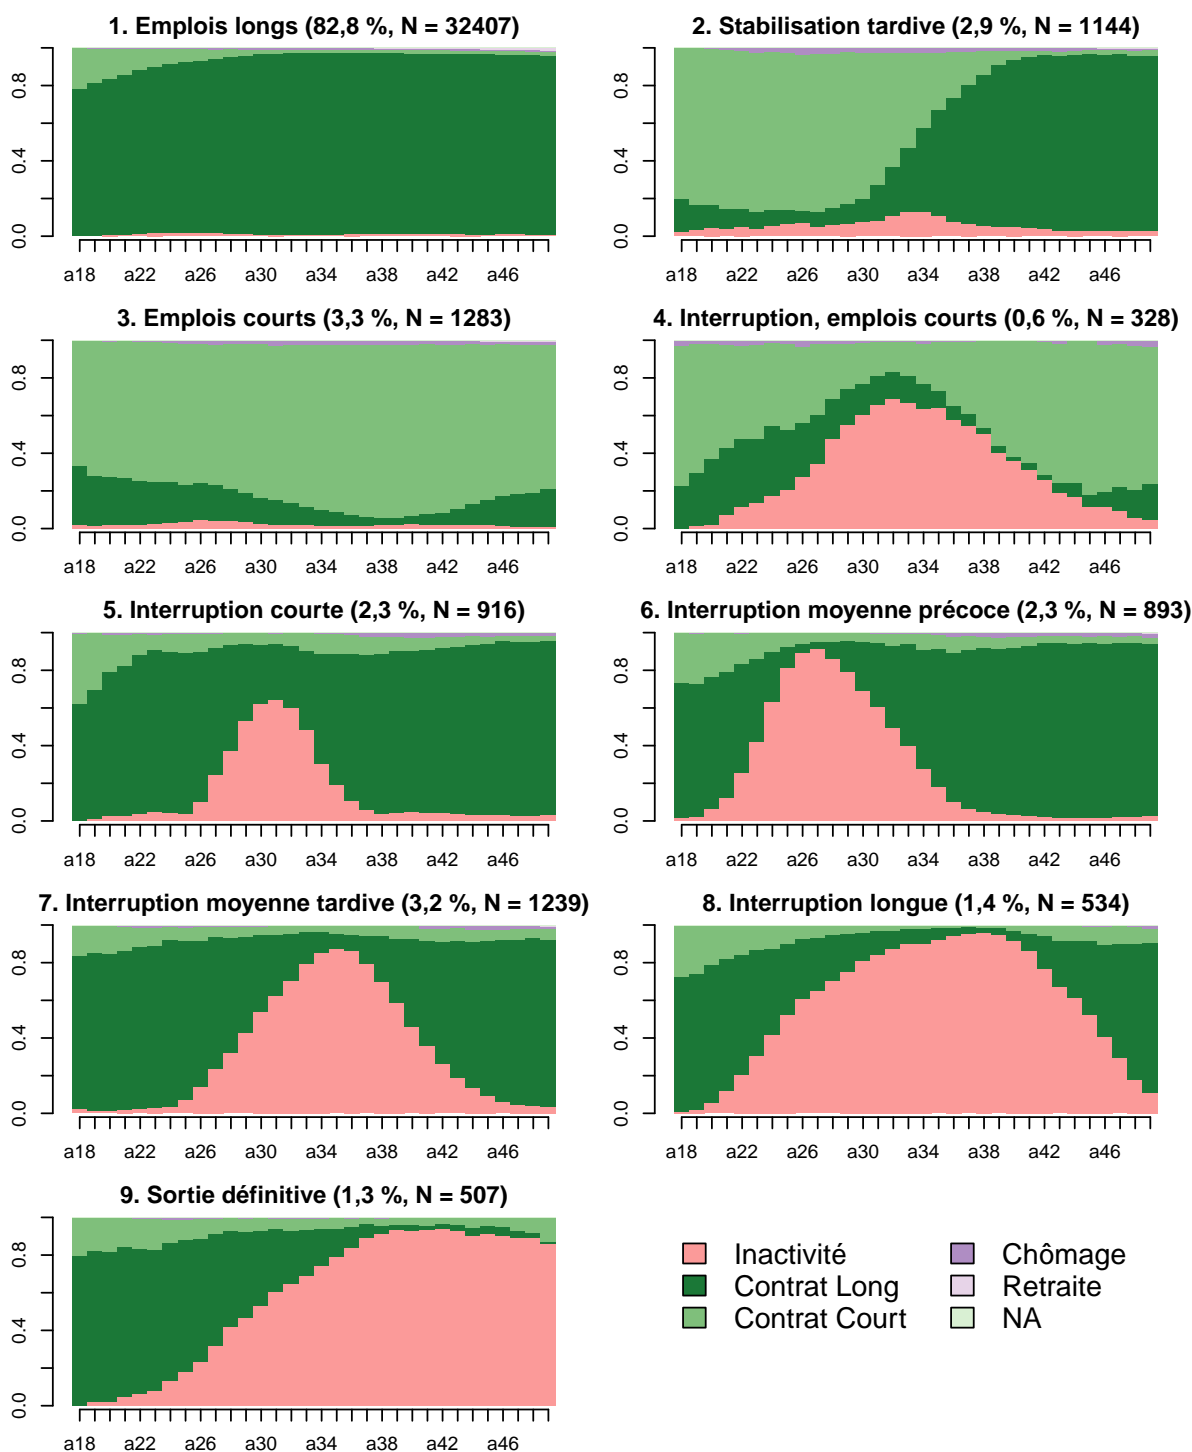 1. Emplois longs (82,8 %, N = 32407)
0.0 0.4 0.8
a18 a22 a26 a30 a34 a38 a42 a46
2. Stabilisation tardive (2,9 %, N = 1144)
0.0 0.4 0.8
a18 a22 a26 a30 a34 a38 a42 a46
3. Emplois courts (3,3 %, N = 1283)
0.0 0.4 0.8
a18 a22 a26 a30 a34 a38 a42 a46
4. Interruption, emplois courts (0,6 %, N = 328)
0.0 0.4 0.8
a18 a22 a26 a30 a34 a38 a42 a46
5. Interruption courte (2,3 %, N = 916)
0.0 0.4 0.8
a18 a22 a26 a30 a34 a38 a42 a46
6. Interruption moyenne précoce (2,3 %, N = 893)
0.0 0.4 0.8
a18 a22 a26 a30 a34 a38 a42 a46
7. Interruption moyenne tardive (3,2 %, N = 1239)
0.0 0.4 0.8
a18 a22 a26 a30 a34 a38 a42 a46
8. Interruption longue (1,4 %, N = 534)
0.0 0.4 0.8
a18 a22 a26 a30 a34 a38 a42 a46
9. Sortie définitive (1,3 %, N = 507)
0.0 0.4 0.8
a18 a22 a26 a30 a34 a38 a42 a46
Inactivité
Contrat Long
Contrat Court
Chômage
Retraite
NA